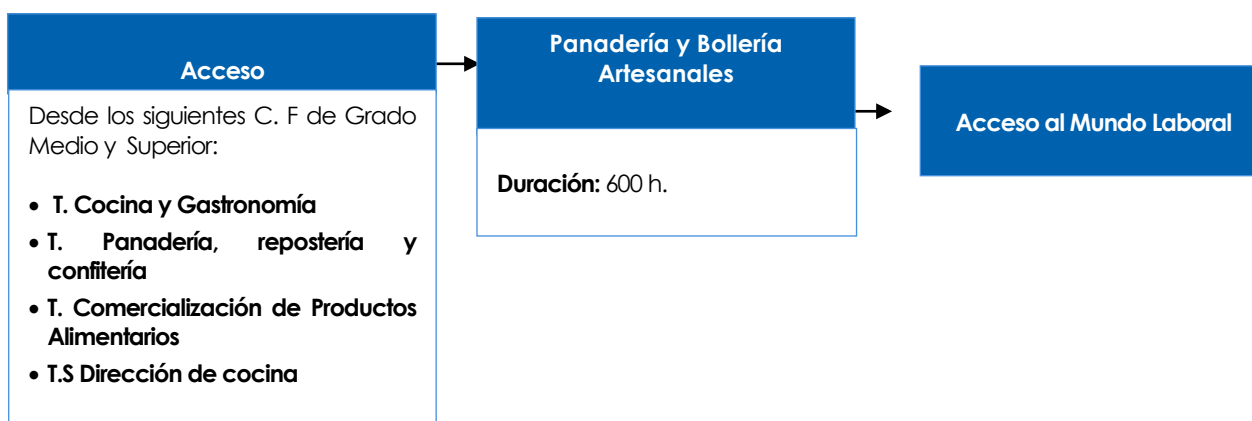 Acceso
Desde los siguientes C. F de Grado
Medio y Superior:
• T. Cocina y Gastronomía
• T. Panadería, repostería y
confitería
• T. Comercialización de Productos
Alimentarios
• T.S Dirección de cocina
Panadería y Bollería
Artesanales
Duración: 600 h.
Acceso al Mundo Laboral